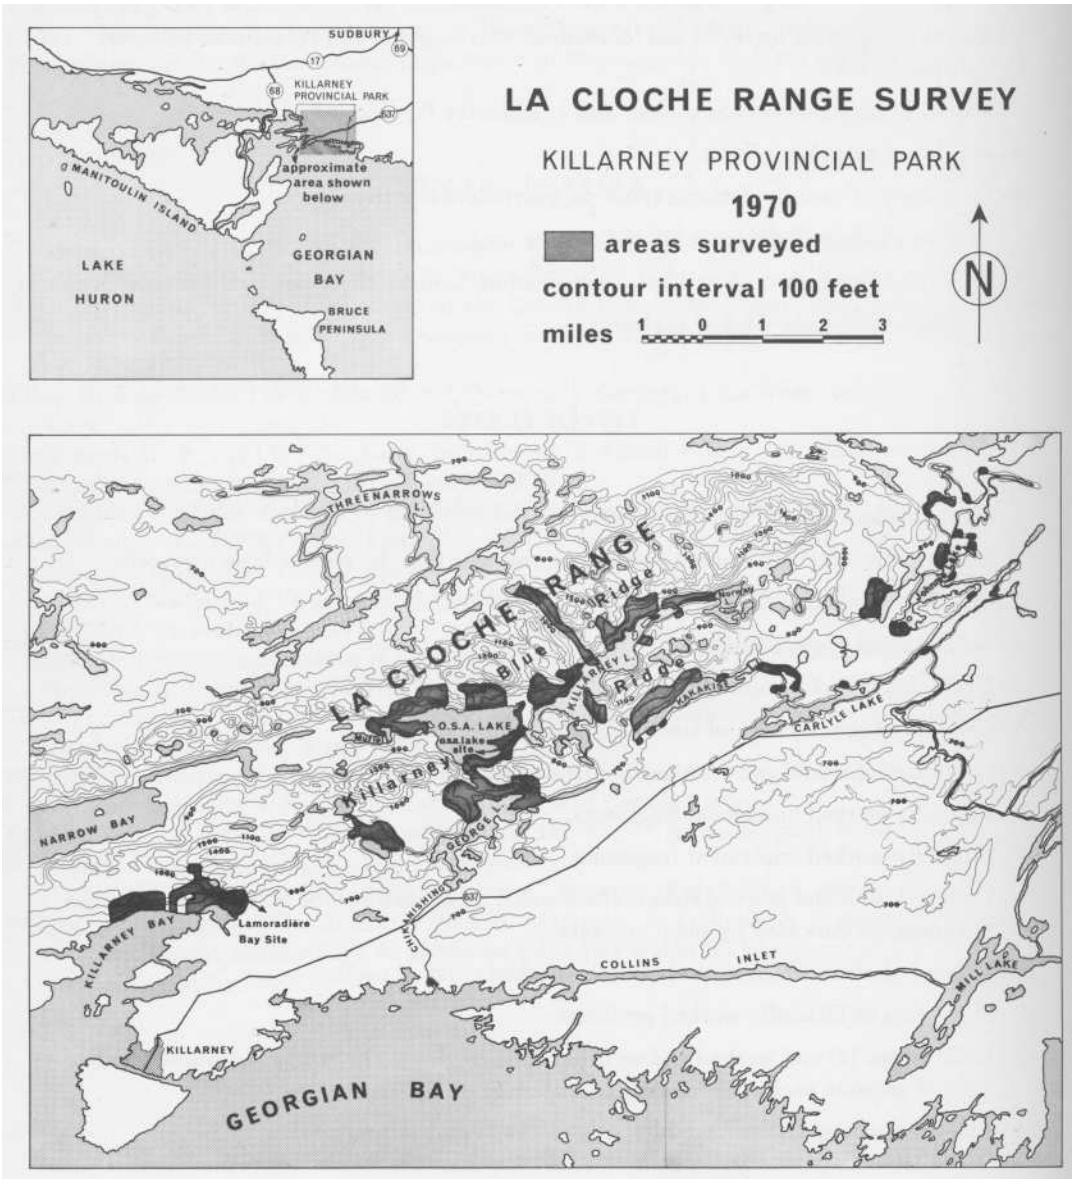 SUDBURY
69
17
68
KILLARNEY
PROVINCIAL PARK
637
approximate
area shown
below
MANITOULIN ISLAND
LAKE
HURON
GEORGIAN
BAY
BRUCE
PENINSULA
LA CLOCHE RANGE SURVEY
KILLARNEY PROVINCIAL PARK
1970
areas surveyed
contour interval 100 feet
miles 1 0 1 2 3
N
THREENARROWS
L.
LA CLOCHE RANGE
Blue Ridge
Norway
L.
KILLARNEY L.
Ridge
KAKAKISE
CARLYLE LAKE
O.S.A. LAKE
o.s.a. lake
site
Murray
Killarney
NARROW BAY
GEORGE
CHIKANISHING
637
KILLARNEY BAY
Lamoradière
Bay Site
COLLINS INLET
MILL LAKE
KILLARNEY
GEORGIAN BAY